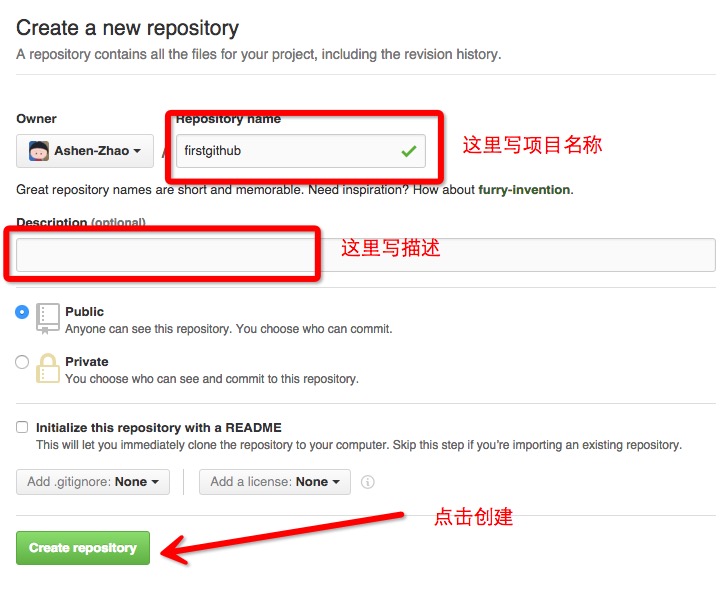 Create a new repository
A repository contains all the files for your project, including the revision history.
Owner
Repository name
Ashen-Zhao
/
firstgithub
这里写项目名称
Great repository names are short and memorable. Need inspiration? How about furry-invention.
Description (optional)
这里写描述
Public
Anyone can see this repository. You choose who can commit.
Private
You choose who can see and commit to this repository.
Initialize this repository with a README
This will let you immediately clone the repository to your computer. Skip this step if you’re importing an existing repository.
Add .gitignore: None
Add a license: None
点击创建
Create repository